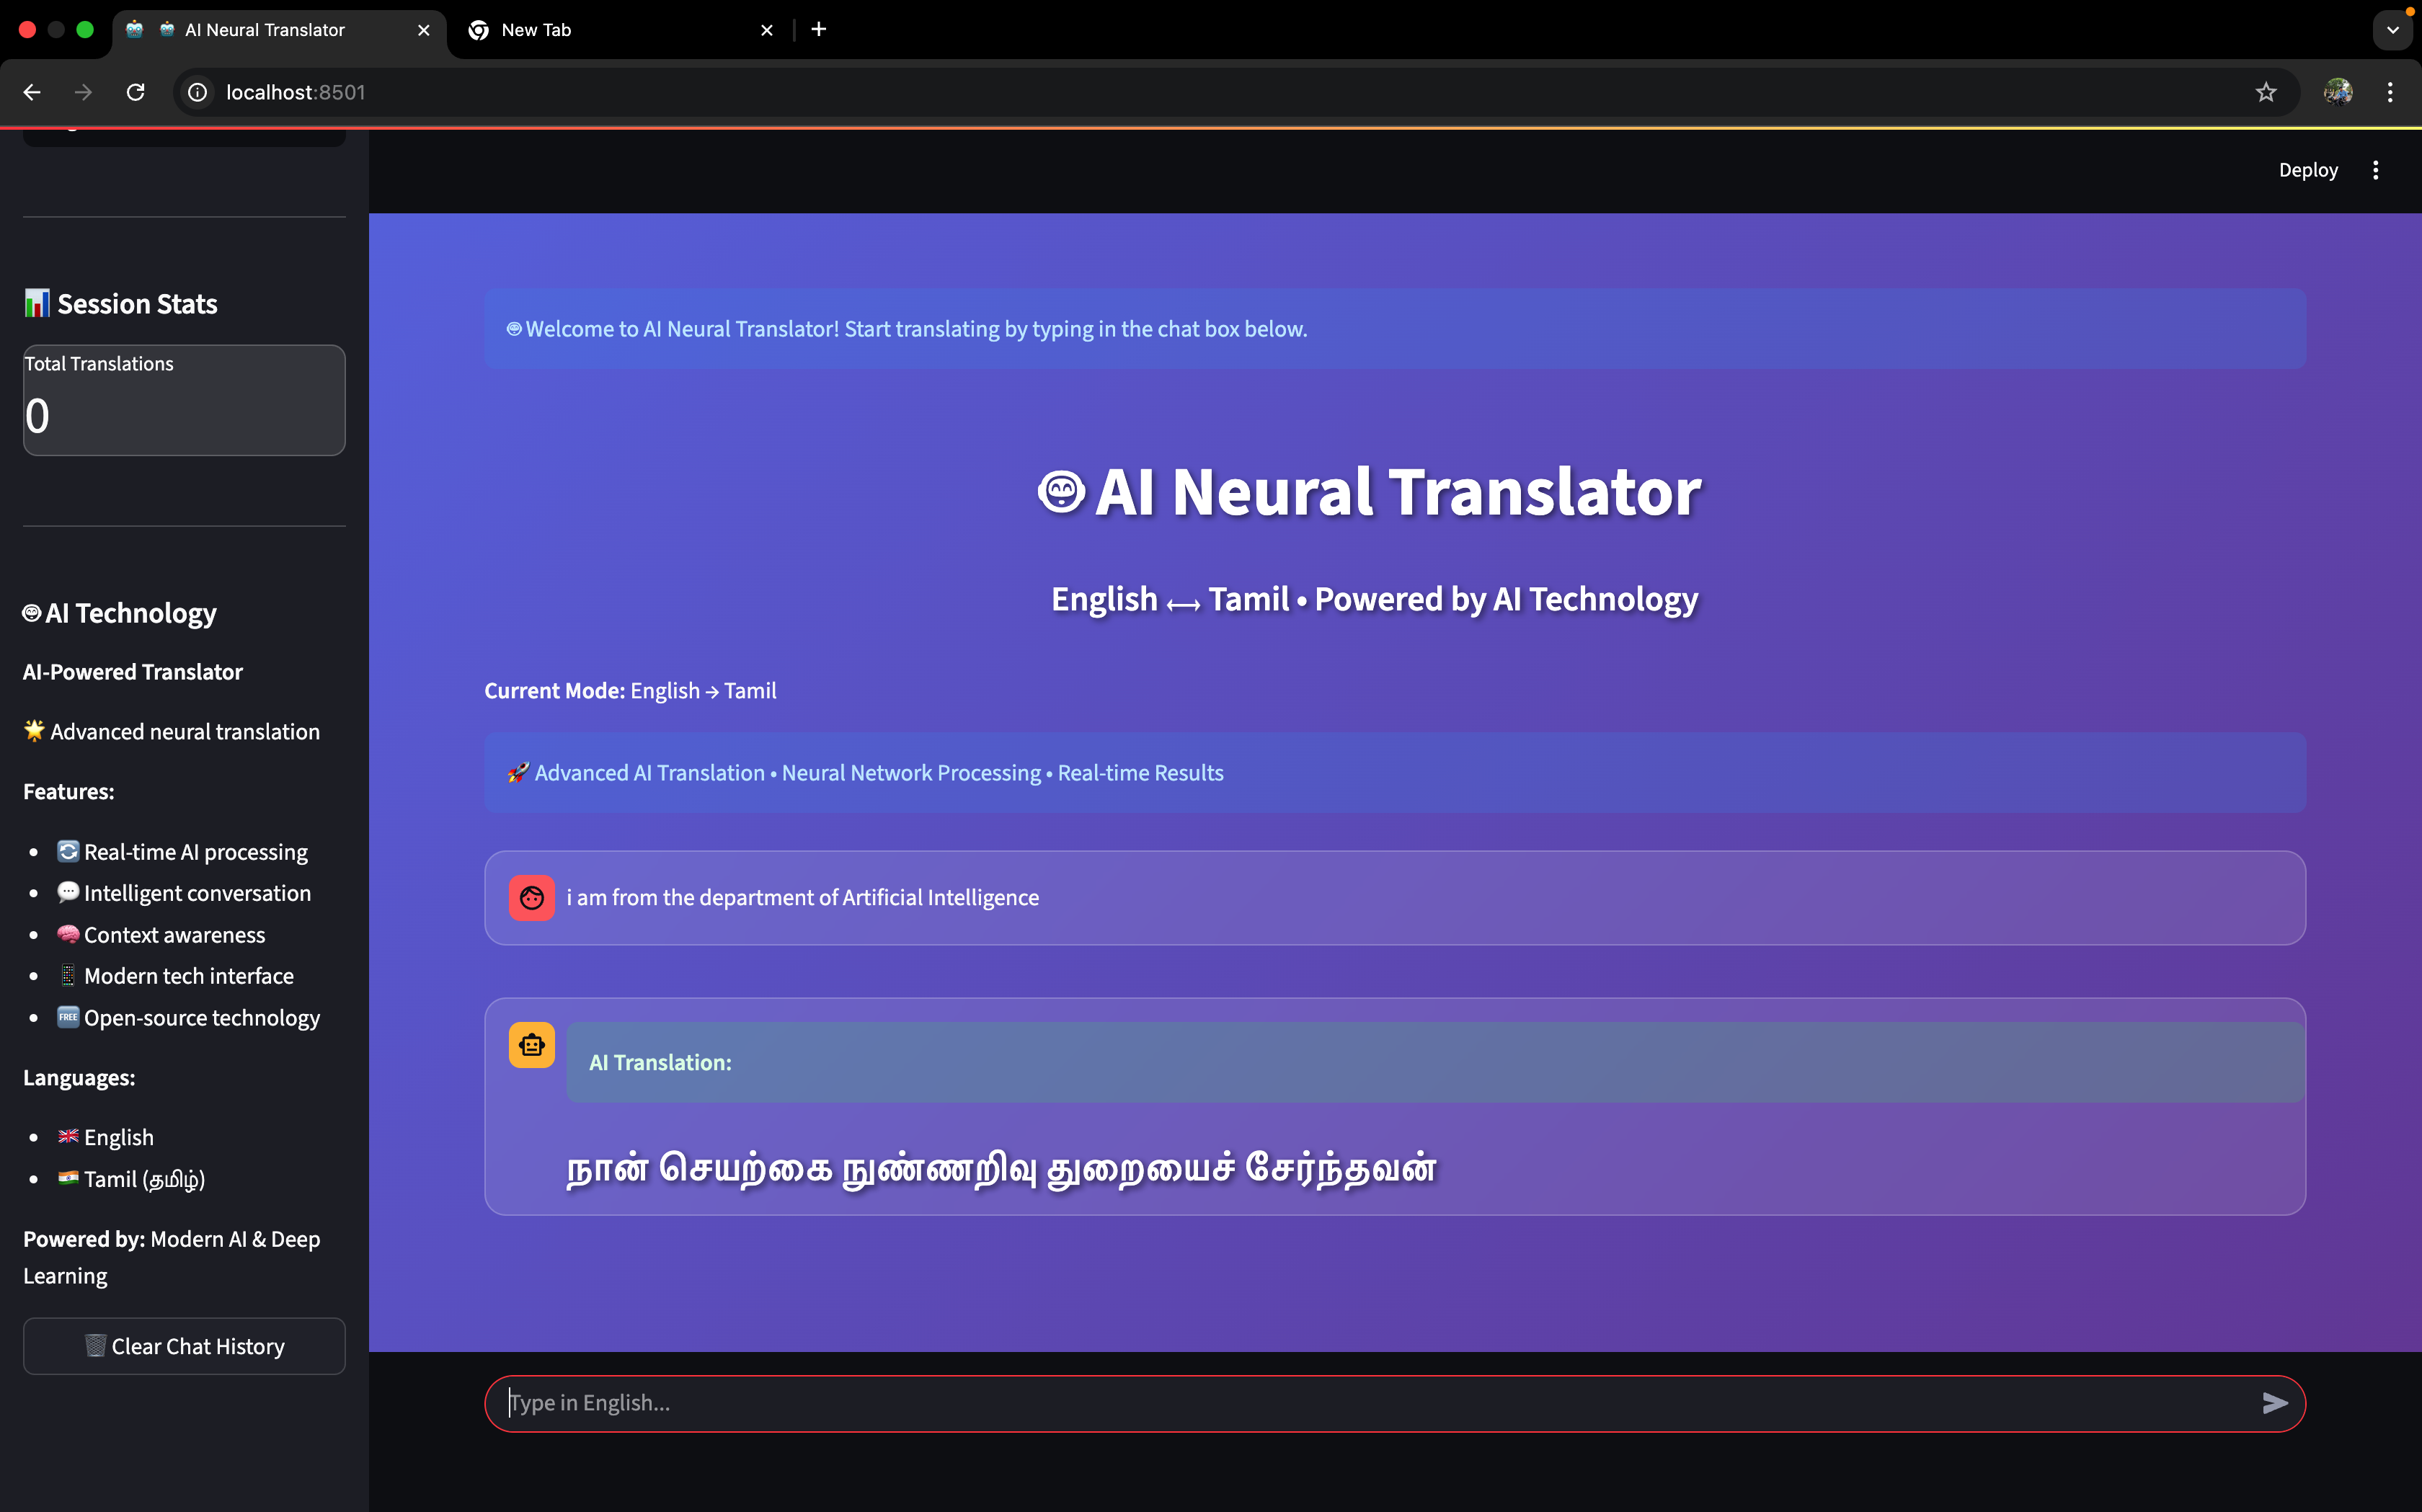 AI Neural Translator
New Tab
localhost:8501
Deploy
📊 Session Stats
Total Translations
0
AI Technology
AI-Powered Translator
🌟 Advanced neural translation
Features:
• 🔄 Real-time AI processing
• 💬 Intelligent conversation
• 🧠 Context awareness
• 📱 Modern tech interface
• 🆓 Open-source technology
Languages:
• 🇬🇧 English
• 🇮🇳 Tamil (தமிழ்)
Powered by: Modern AI & Deep
Learning
🗑️ Clear Chat History
Welcome to AI Neural Translator! Start translating by typing in the chat box below.
AI Neural Translator
English ⟷ Tamil • Powered by AI Technology
Current Mode: English → Tamil
🚀 Advanced AI Translation • Neural Network Processing • Real-time Results
i am from the department of Artificial Intelligence
AI Translation:
நான் செயற்கை நுண்ணறிவு துறையைச் சேர்ந்தவன்
Type in English...